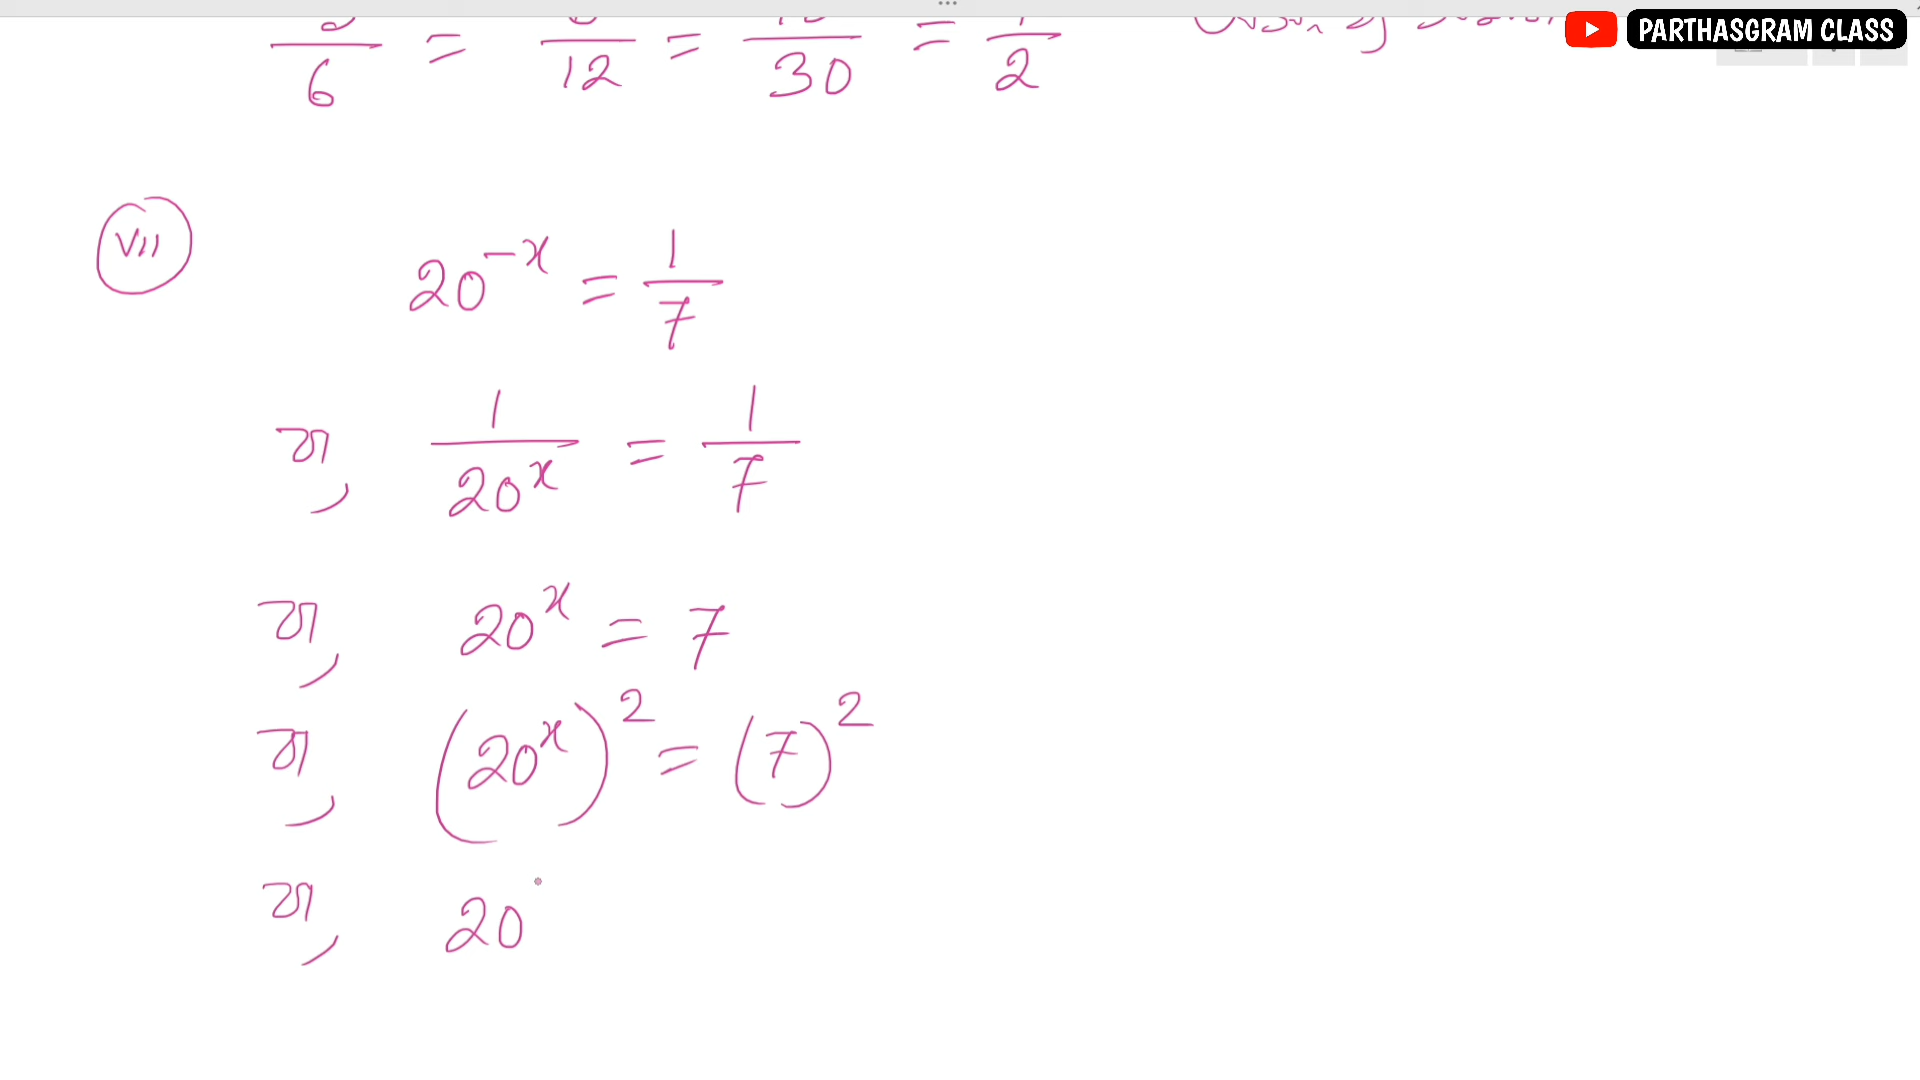 PARTHASGRAM CLASS
6 = 12 = 30 = 2
VII
20^{-x} = 1/7
বা, 1/20^x = 1/7
বা, 20^x = 7
বা, (20^x)^2 = (7)^2
বা, 20